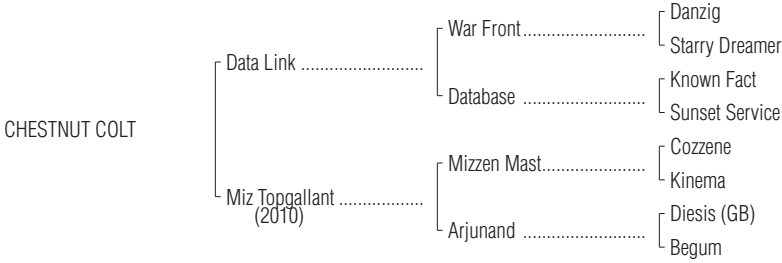 Danzig
War Front..........................
Starry Dreamer
Data Link ..........................
Known Fact
Database ..........................
Sunset Service
CHESTNUT COLT
Cozzene
Mizzen Mast......................
Kinema
Miz Topgallant ..................
(2010)
Diesis (GB)
Arjunand ..........................
Begum